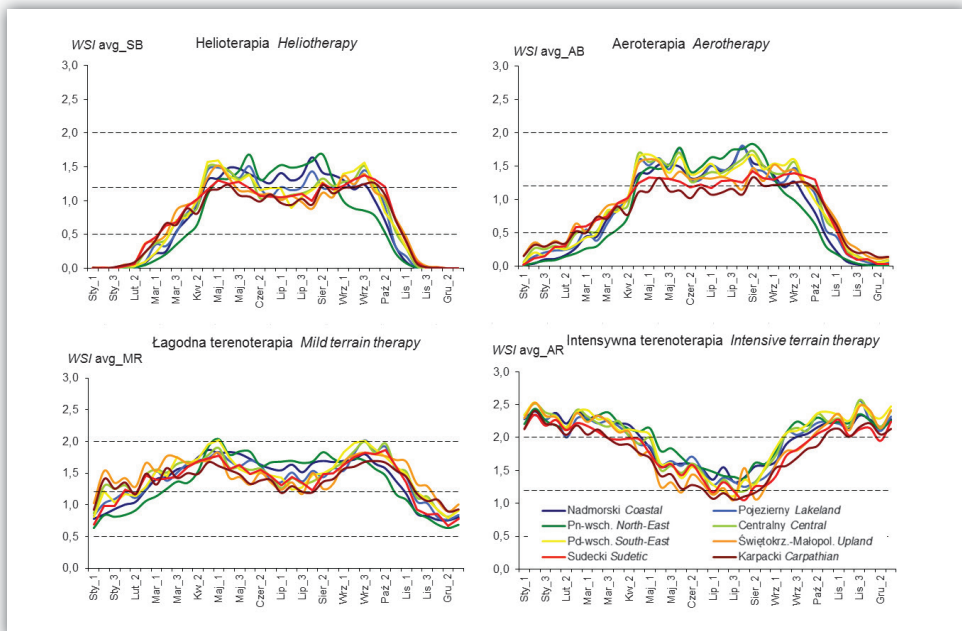 Helioterapia Heliotherapy
WSI avg_SB
3,0
2,5
2,0
1,5
1,0
0,5
0,0
Sty_1
Sty_3
Lut_2
Mar_1
Mar_3
Kw_2
Maj_1
Maj_3
Czer_2
Lip_1
Lip_3
Sier_2
Wrz_1
Wrz_3
Paź_2
Lis_1
Lis_3
Gru_2
Aeroterapia Aerotherapy
WSI avg_AB
3,0
2,5
2,0
1,5
1,0
0,5
0,0
Sty_1
Sty_3
Lut_2
Mar_1
Mar_3
Kw_2
Maj_1
Maj_3
Czer_2
Lip_1
Lip_3
Sier_2
Wrz_1
Wrz_3
Paź_2
Lis_1
Lis_3
Gru_2
Łagodna terenoterapia Mild terrain therapy
WSI avg_MR
3,0
2,5
2,0
1,5
1,0
0,5
0,0
Sty_1
Sty_3
Lut_2
Mar_1
Mar_3
Kw_2
Maj_1
Maj_3
Czer_2
Lip_1
Lip_3
Sier_2
Wrz_1
Wrz_3
Paź_2
Lis_1
Lis_3
Gru_2
Intensywna terenoterapia Intensive terrain therapy
WSI avg_AR
3,0
2,5
2,0
1,5
1,0
0,5
0,0
Nadmorski Coastal
Pojezierny Lakeland
Pn-wsch. North-East
Centralny Central
Pd-wsch. South-East
Świętokrz.-Małopol. Upland
Sudecki Sudetic
Karpacki Carpathian
Sty_1
Sty_3
Lut_2
Mar_1
Mar_3
Kw_2
Maj_1
Maj_3
Czer_2
Lip_1
Lip_3
Sier_2
Wrz_1
Wrz_3
Paź_2
Lis_1
Lis_3
Gru_2